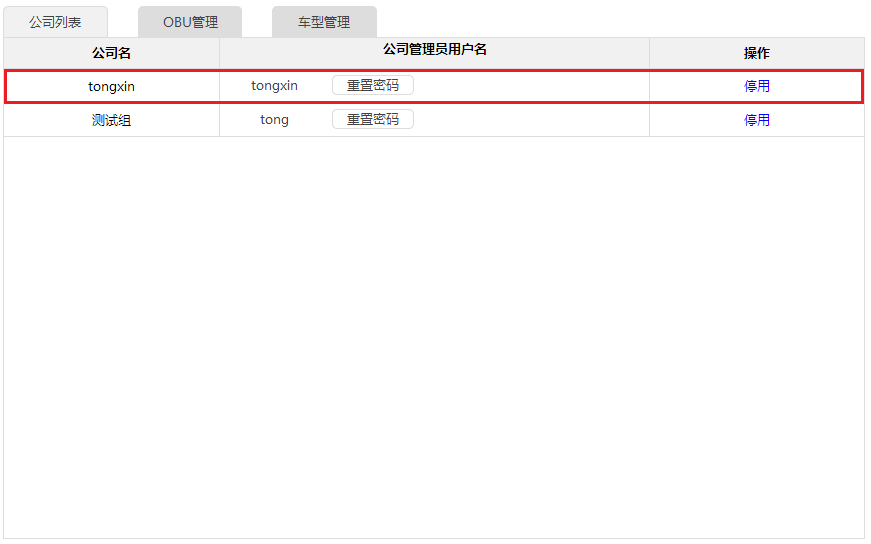 公司列表 OBU管理 车型管理
公司名 公司管理员用户名 操作
tongxin tongxin 重置密码 停用
测试组 tong 重置密码 停用